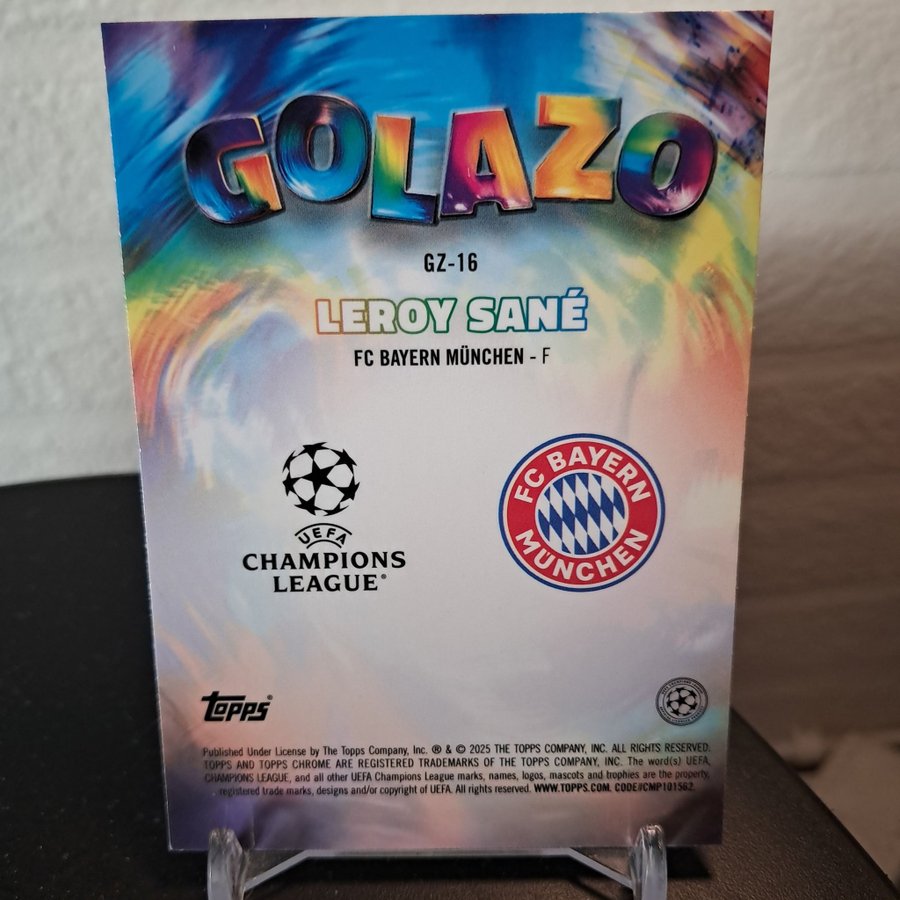 GOLAZO
GZ-16
LEROY SANÉ
FC BAYERN MÜNCHEN - F
UEFA
CHAMPIONS
LEAGUE®
FC BAYERN
MÜNCHEN
topps®
Published Under License by The Topps Company, Inc. ® & © 2025 THE TOPPS COMPANY, INC. ALL RIGHTS RESERVED.
TOPPS AND TOPPS CHROME ARE REGISTERED TRADEMARKS OF THE TOPPS COMPANY, INC. The word(s) UEFA,
CHAMPIONS LEAGUE, and all other UEFA Champions League marks, names, logos, mascots and trophies are the property,
registered trade marks, designs and/or copyright of UEFA. All rights reserved. WWW.TOPPS.COM. CODE#CMP101562.